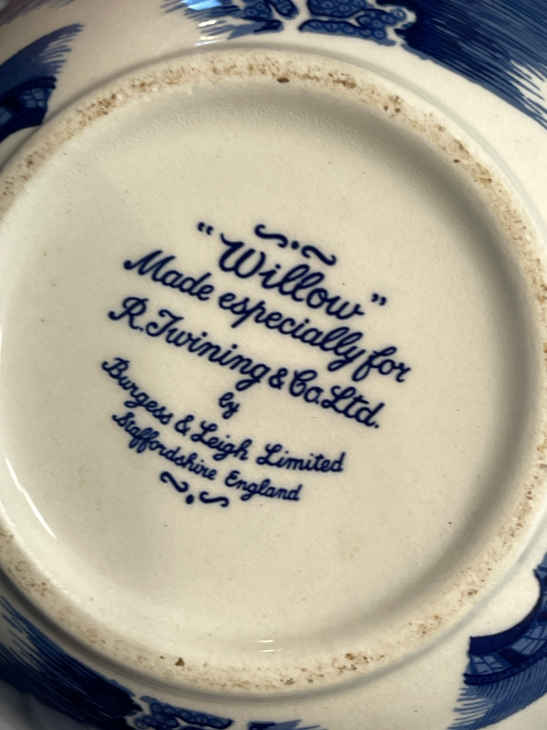 "Willow"
Made especially for
R.Twining & Co.Ltd.
by
Burgess & Leigh Limited
Staffordshire England